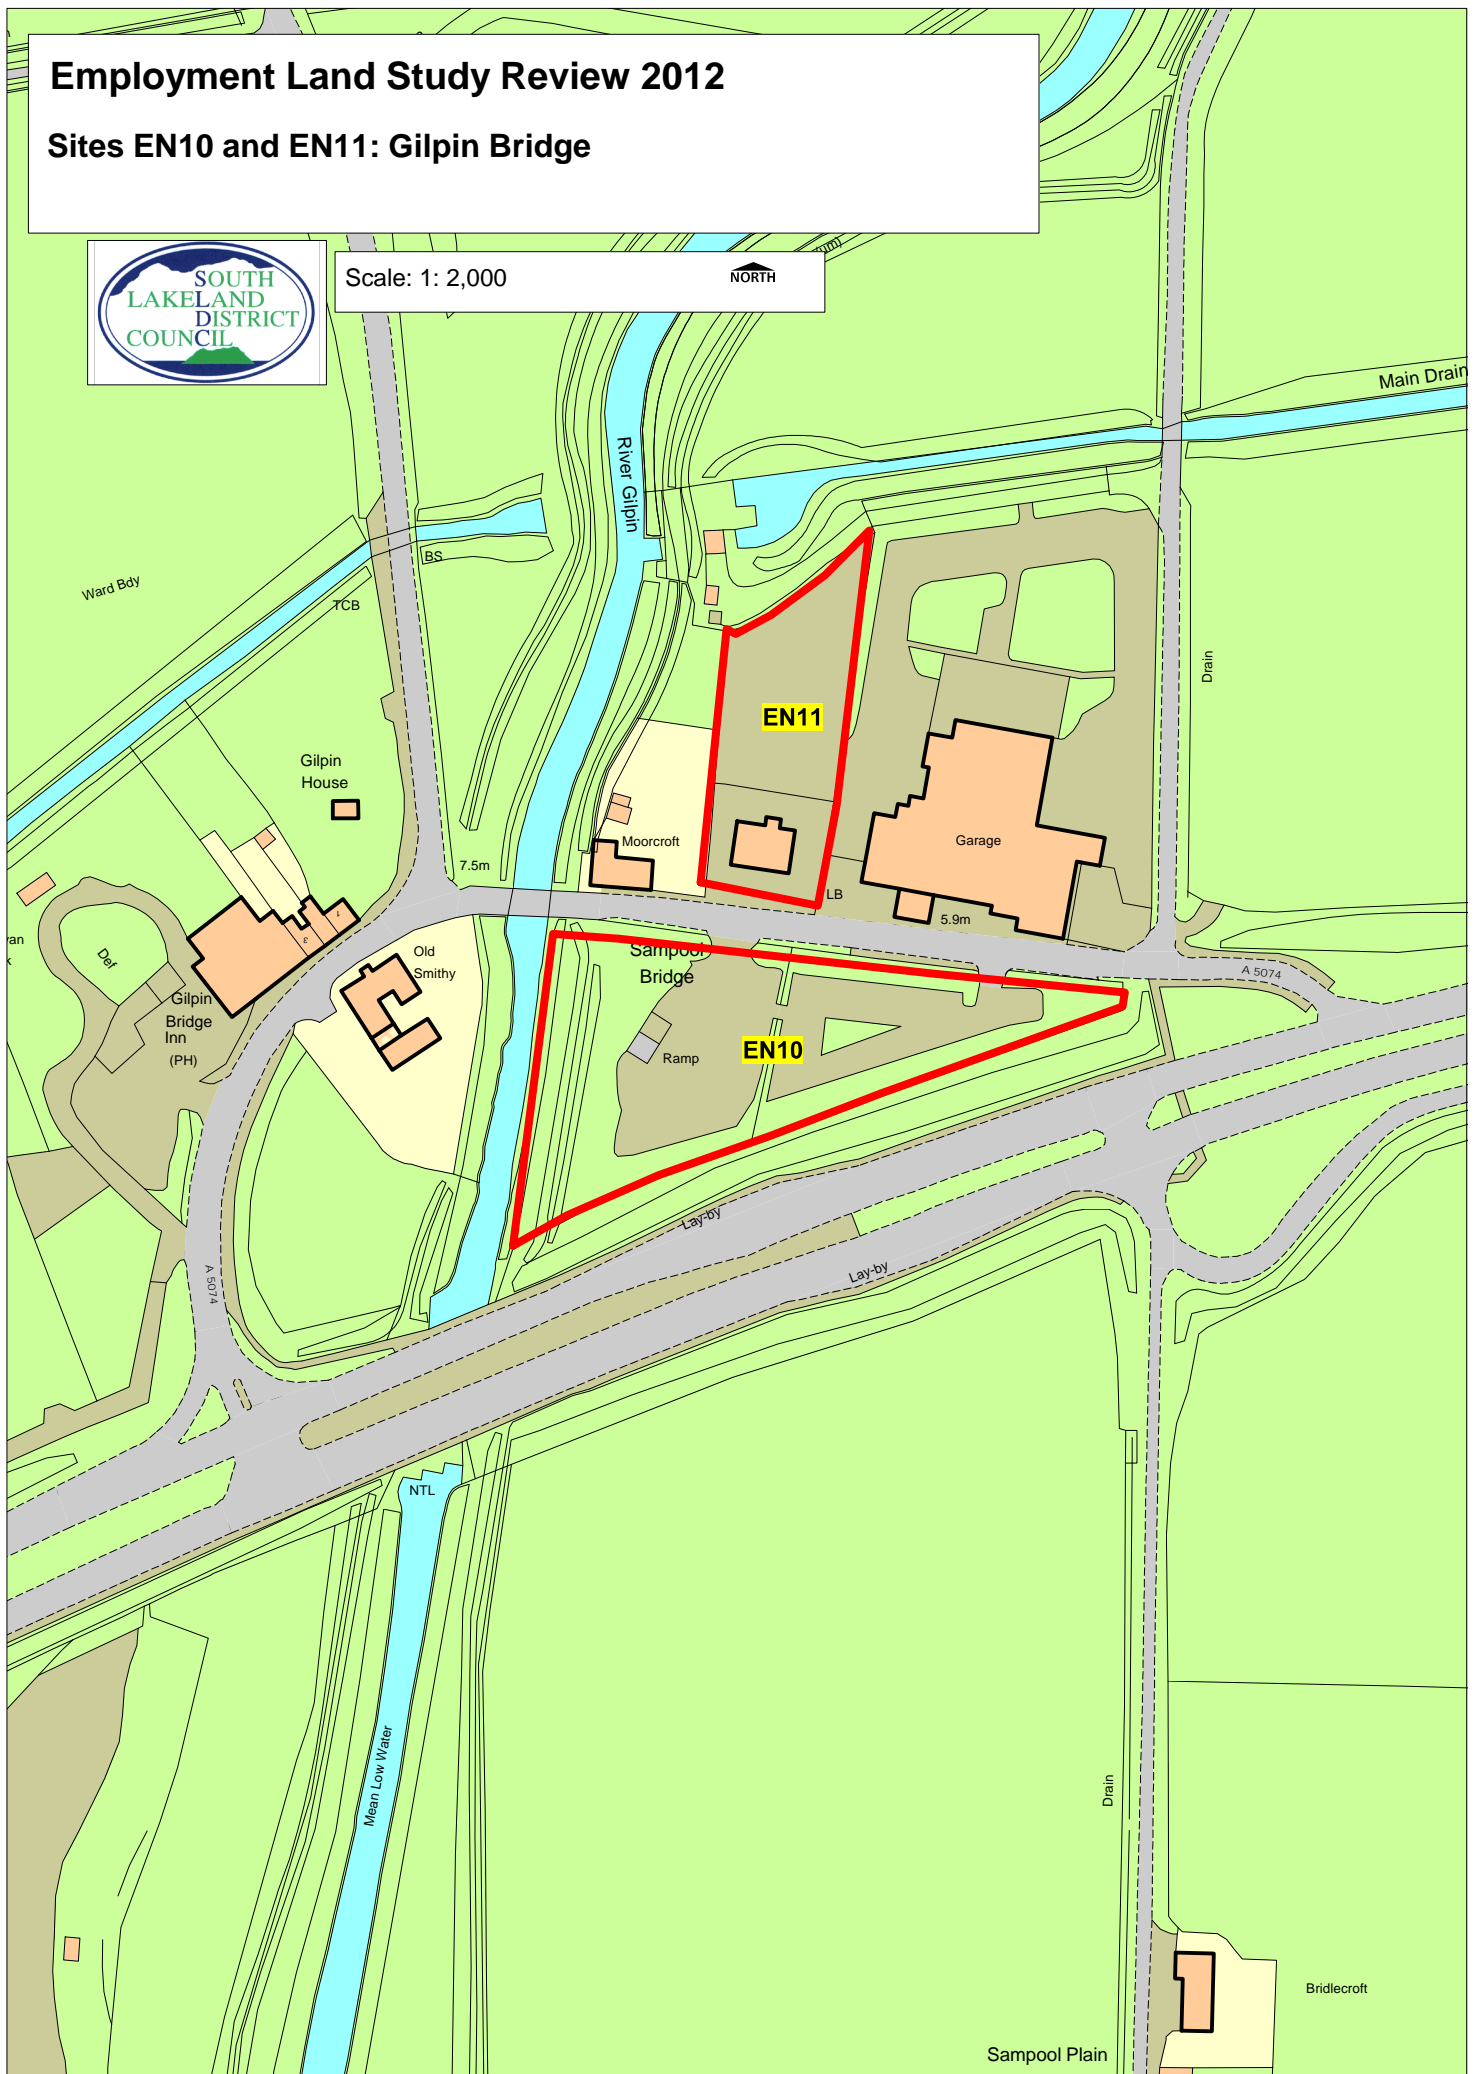 Employment Land Study Review 2012
Sites EN10 and EN11: Gilpin Bridge
SOUTH
LAKELAND
DISTRICT
COUNCIL
Scale: 1: 2,000
NORTH
Main Drain
River Gilpin
BS
Ward Bdy
TCB
Drain
EN11
Gilpin
House
Moorcroft
Garage
7.5m
LB
5.9m
Old
Smithy
Def
Gilpin
Bridge
Inn
(PH)
1
3
Sampool
Bridge
A 5074
EN10
Ramp
Lay-by
Lay-by
A 5074
NTL
Mean Low Water
Drain
Bridlecroft
Sampool Plain